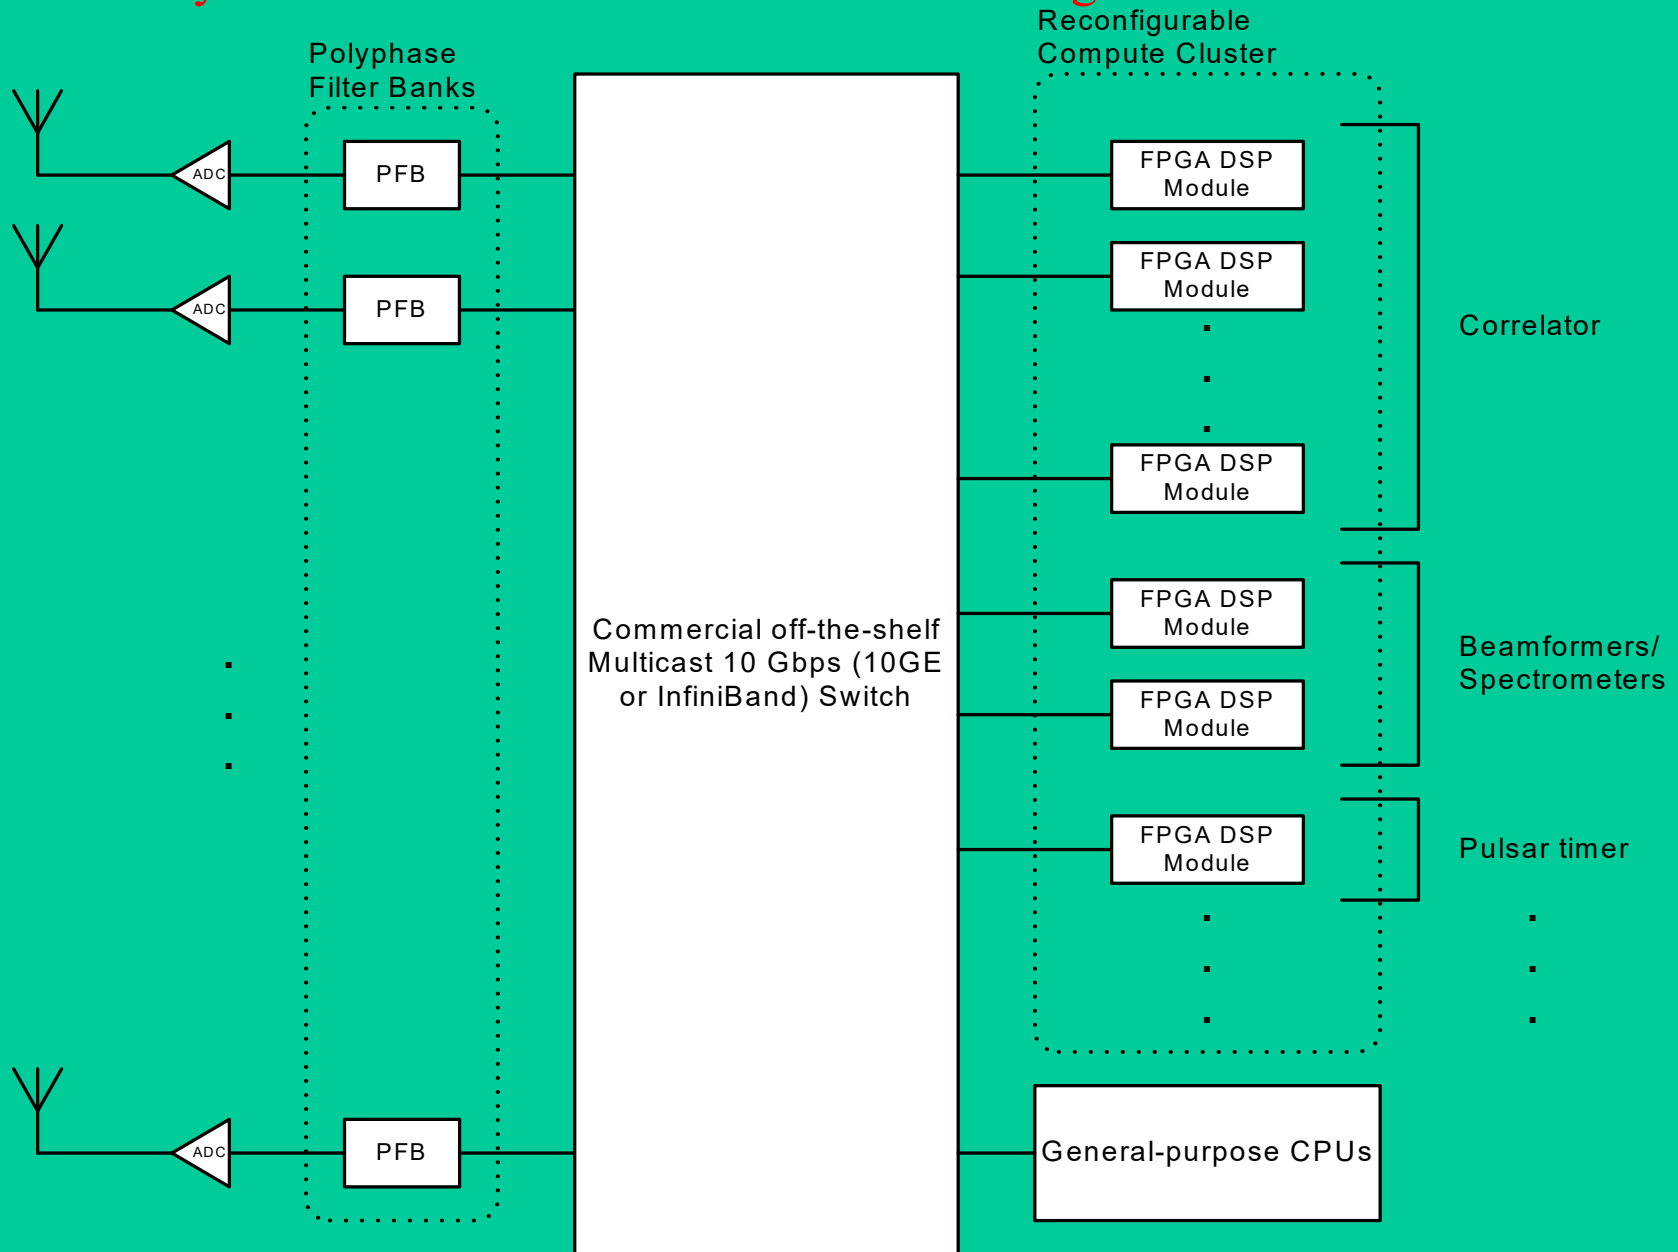 Reconfigurable
Compute Cluster
Polyphase
Filter Banks
ADC
PFB
FPGA DSP
Module
ADC
PFB
FPGA DSP
Module
Correlator
FPGA DSP
Module
Commercial off-the-shelf
Multicast 10 Gbps (10GE
or InfiniBand) Switch
FPGA DSP
Module
Beamformers/
Spectrometers
FPGA DSP
Module
FPGA DSP
Module
Pulsar timer
ADC
PFB
General-purpose CPUs